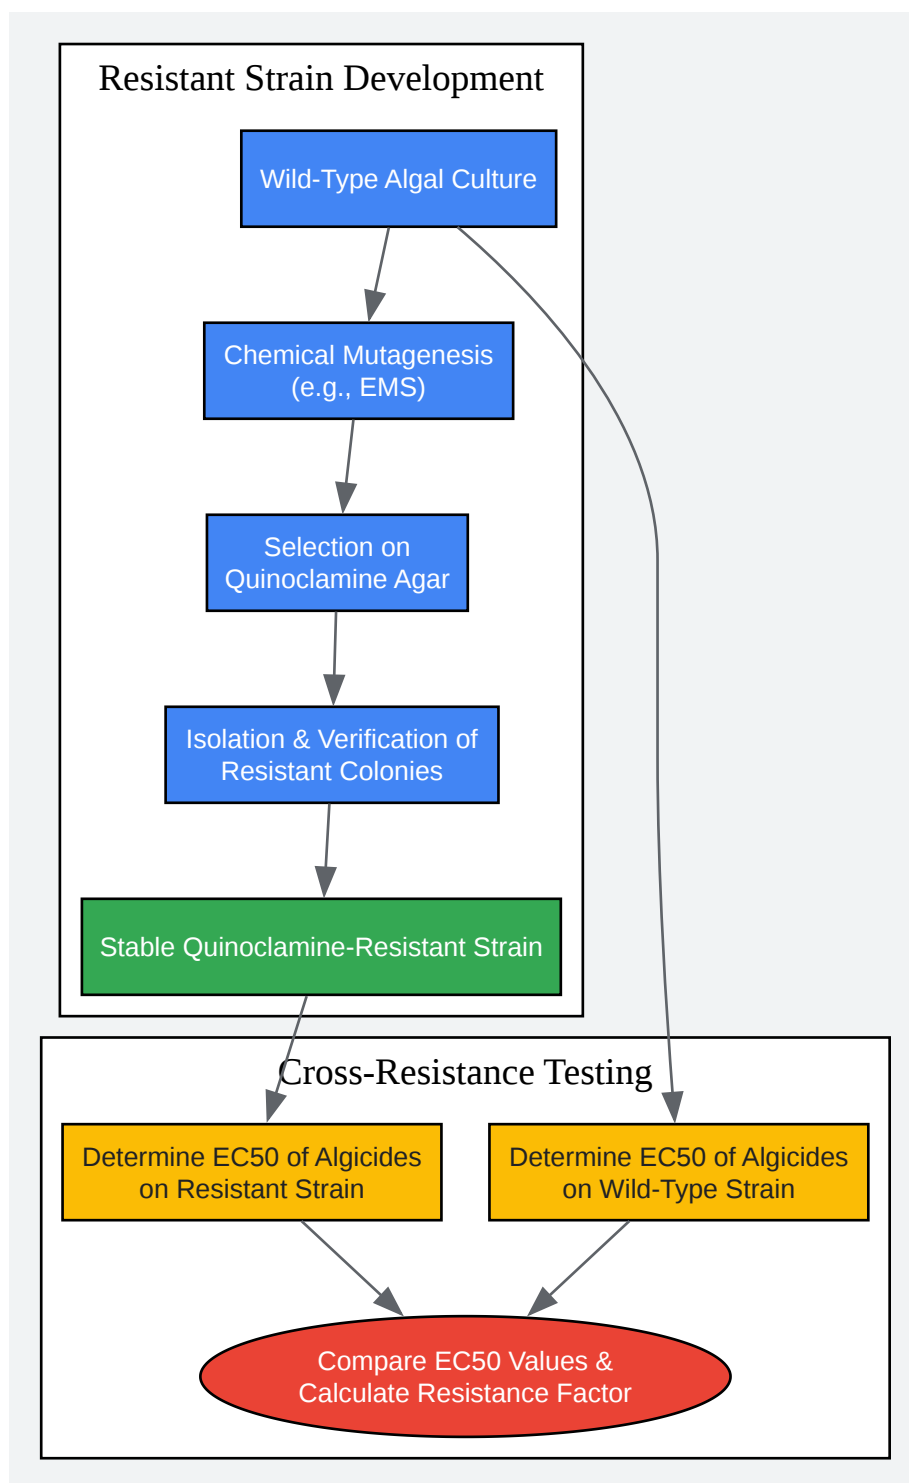 Resistant Strain Development
Wild-Type Algal Culture
Chemical Mutagenesis
(e.g., EMS)
Selection on
Quinoclamine Agar
Isolation & Verification of
Resistant Colonies
Stable Quinoclamine-Resistant Strain
Cross-Resistance Testing
Determine EC50 of Algicides
on Resistant Strain
Determine EC50 of Algicides
on Wild-Type Strain
Compare EC50 Values &
Calculate Resistance Factor